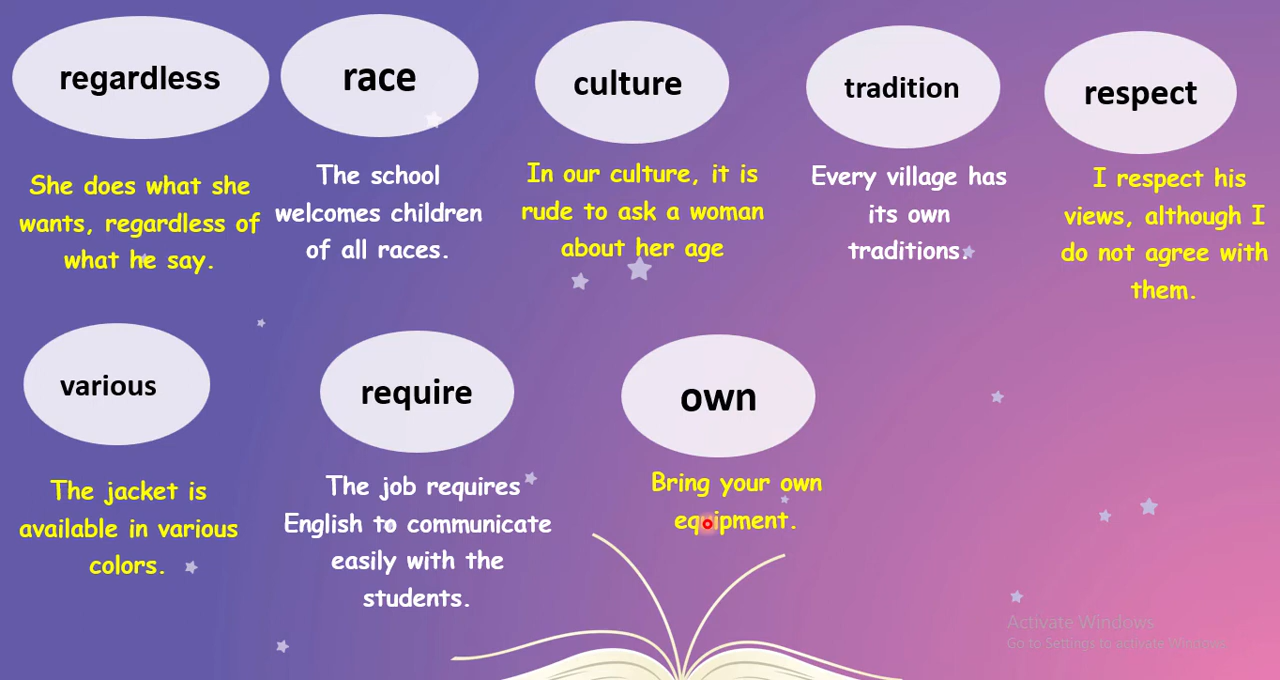 regardless
She does what she
wants, regardless of
what he say.
race
The school
welcomes children
of all races.
culture
In our culture, it is
rude to ask a woman
about her age
tradition
Every village has
its own
traditions.
respect
I respect his
views, although I
do not agree with
them.
various
The jacket is
available in various
colors.
require
The job requires
English to communicate
easily with the
students.
own
Bring your own
equipment.
Activate Windows
Go to Settings to activate Windows.